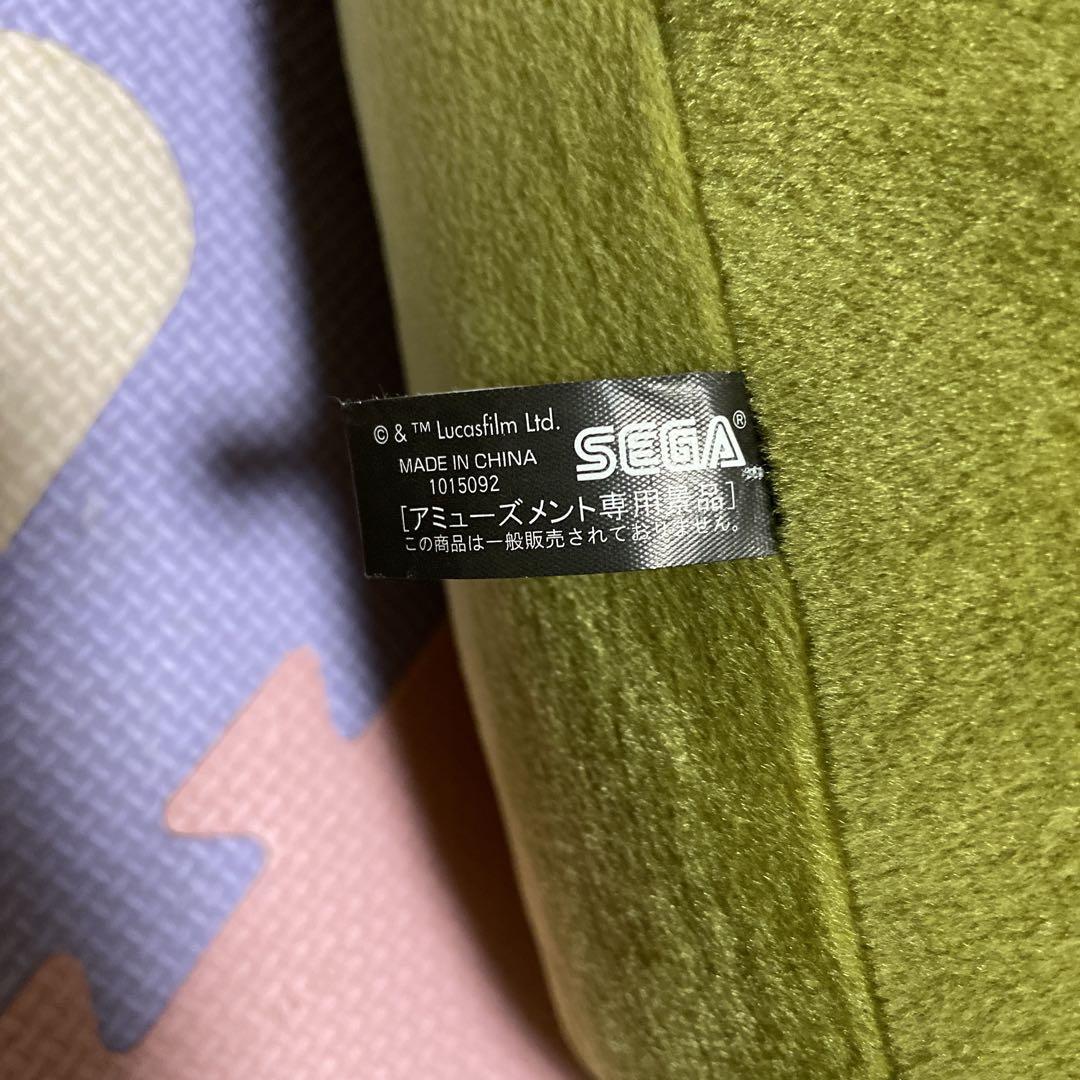 © & ™ Lucasfilm Ltd.
MADE IN CHINA
1015092
SEGA®
[アミューズメント専用景品]
この商品は一般販売されておりません。